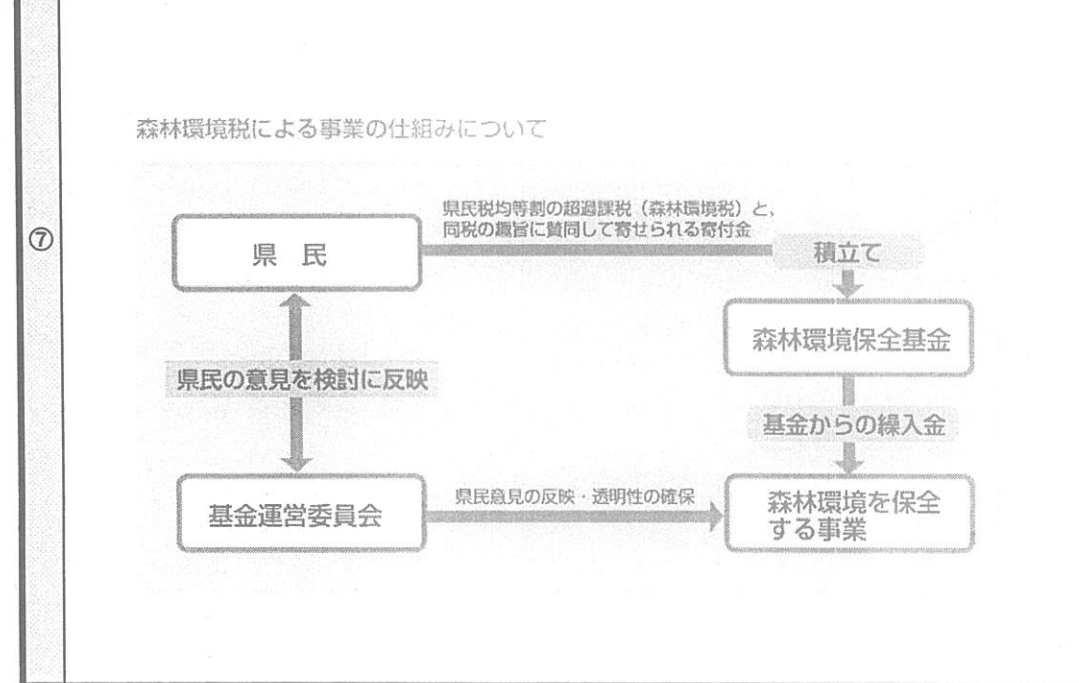 ⑦
森林環境税による事業の仕組みについて
県民税均等割の超過課税（森林環境税）と、
同税の趣旨に賛同して寄せられる寄付金
県 民
積立て
森林環境保全基金
県民の意見を検討に反映
基金からの繰入金
基金運営委員会
県民意見の反映・透明性の確保
森林環境を保全
する事業